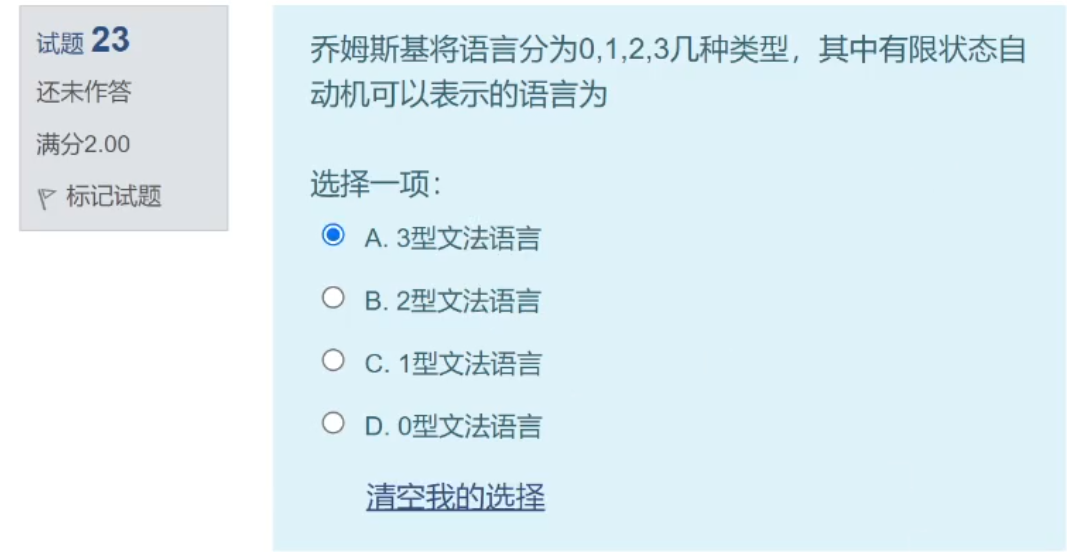 试题 23
还未作答
满分2.00
标记试题
乔姆斯基将语言分为0,1,2,3几种类型，其中有限状态自
动机可以表示的语言为
选择一项：
A. 3型文法语言
B. 2型文法语言
C. 1型文法语言
D. 0型文法语言
清空我的选择